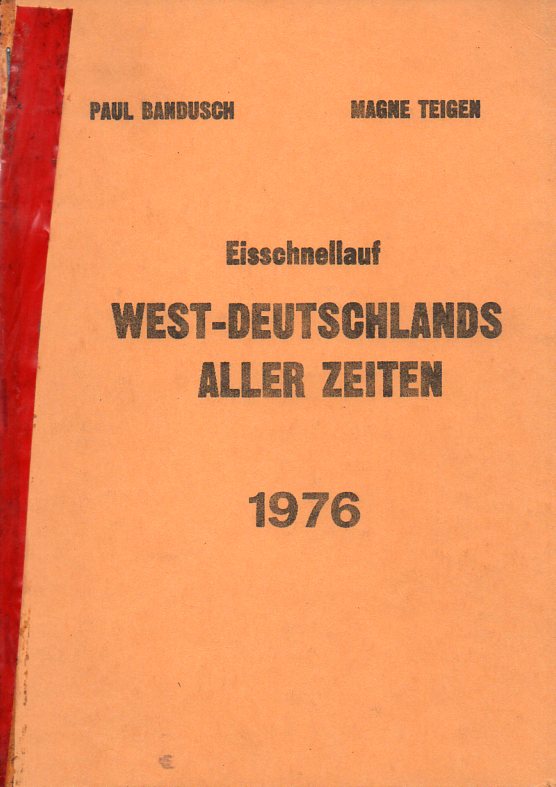 PAUL BANDUSCH MAGNE TEIGEN
Eisschnellauf
WEST-DEUTSCHLANDS
ALLER ZEITEN
1976